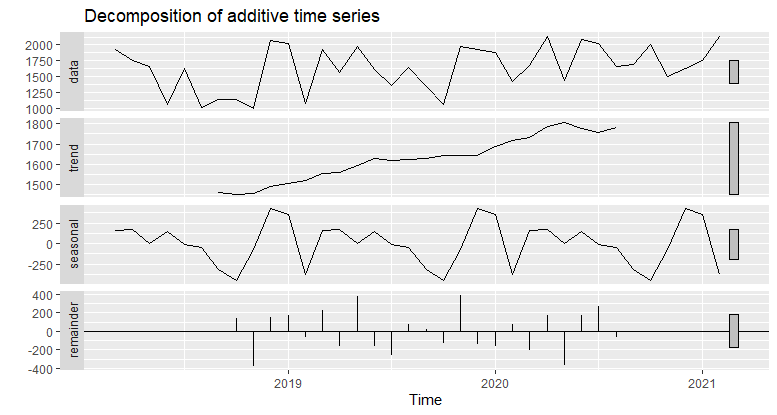 Decomposition of additive time series
data
2000
1750
1500
1250
1000
trend
1800
1700
1600
1500
seasonal
250
0
-250
remainder
400
200
0
-200
-400
2019 2020 2021
Time